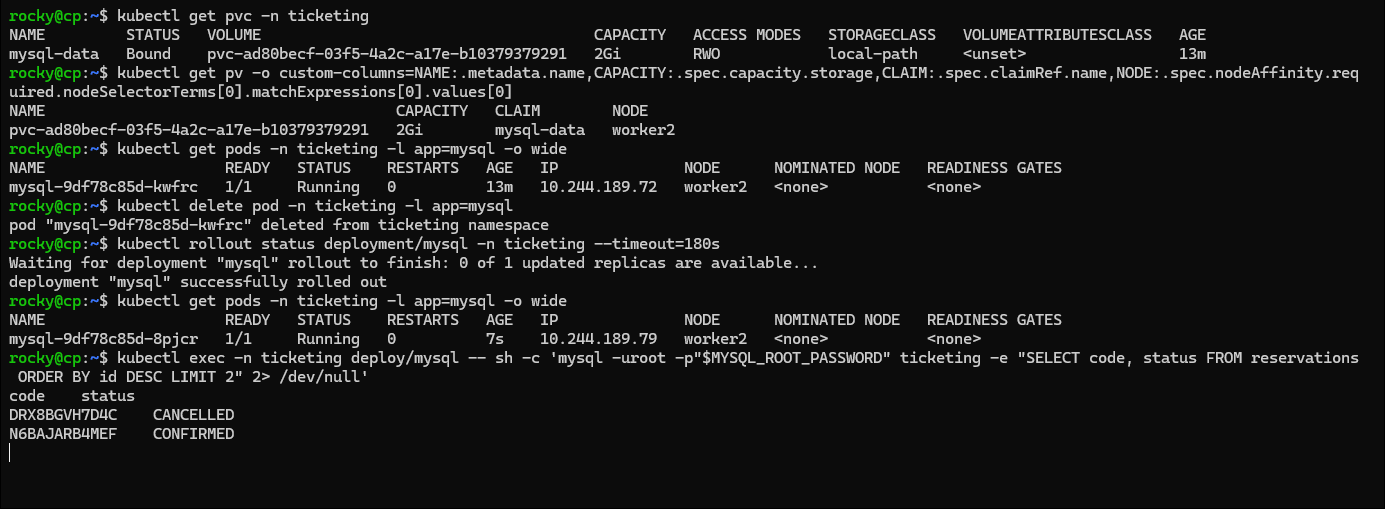 rocky@cp:~$ kubectl get pvc -n ticketing
NAME         STATUS   VOLUME                                     CAPACITY   ACCESS MODES   STORAGECLASS   VOLUMEATTRIBUTESCLASS   AGE
mysql-data   Bound    pvc-ad80becf-03f5-4a2c-a17e-b10379379291   2Gi        RWO            local-path     <unset>                 13m
rocky@cp:~$ kubectl get pv -o custom-columns=NAME:.metadata.name,CAPACITY:.spec.capacity.storage,CLAIM:.spec.claimRef.name,NODE:.spec.nodeAffinity.req
uired.nodeSelectorTerms[0].matchExpressions[0].values[0]
NAME                                       CAPACITY   CLAIM        NODE
pvc-ad80becf-03f5-4a2c-a17e-b10379379291   2Gi        mysql-data   worker2
rocky@cp:~$ kubectl get pods -n ticketing -l app=mysql -o wide
NAME                    READY   STATUS    RESTARTS   AGE   IP              NODE      NOMINATED NODE   READINESS GATES
mysql-9df78c85d-kwfrc   1/1     Running   0          13m   10.244.189.72   worker2   <none>           <none>
rocky@cp:~$ kubectl delete pod -n ticketing -l app=mysql
pod "mysql-9df78c85d-kwfrc" deleted from ticketing namespace
rocky@cp:~$ kubectl rollout status deployment/mysql -n ticketing --timeout=180s
Waiting for deployment "mysql" rollout to finish: 0 of 1 updated replicas are available...
deployment "mysql" successfully rolled out
rocky@cp:~$ kubectl get pods -n ticketing -l app=mysql -o wide
NAME                    READY   STATUS    RESTARTS   AGE   IP              NODE      NOMINATED NODE   READINESS GATES
mysql-9df78c85d-8pjcr   1/1     Running   0          7s    10.244.189.79   worker2   <none>           <none>
rocky@cp:~$ kubectl exec -n ticketing deploy/mysql -- sh -c 'mysql -uroot -p"$MYSQL_ROOT_PASSWORD" ticketing -e "SELECT code, status FROM reservations
 ORDER BY id DESC LIMIT 2" 2> /dev/null'
code    status
DRX8BGVH7D4C    CANCELLED
N6BAJARB4MEF    CONFIRMED